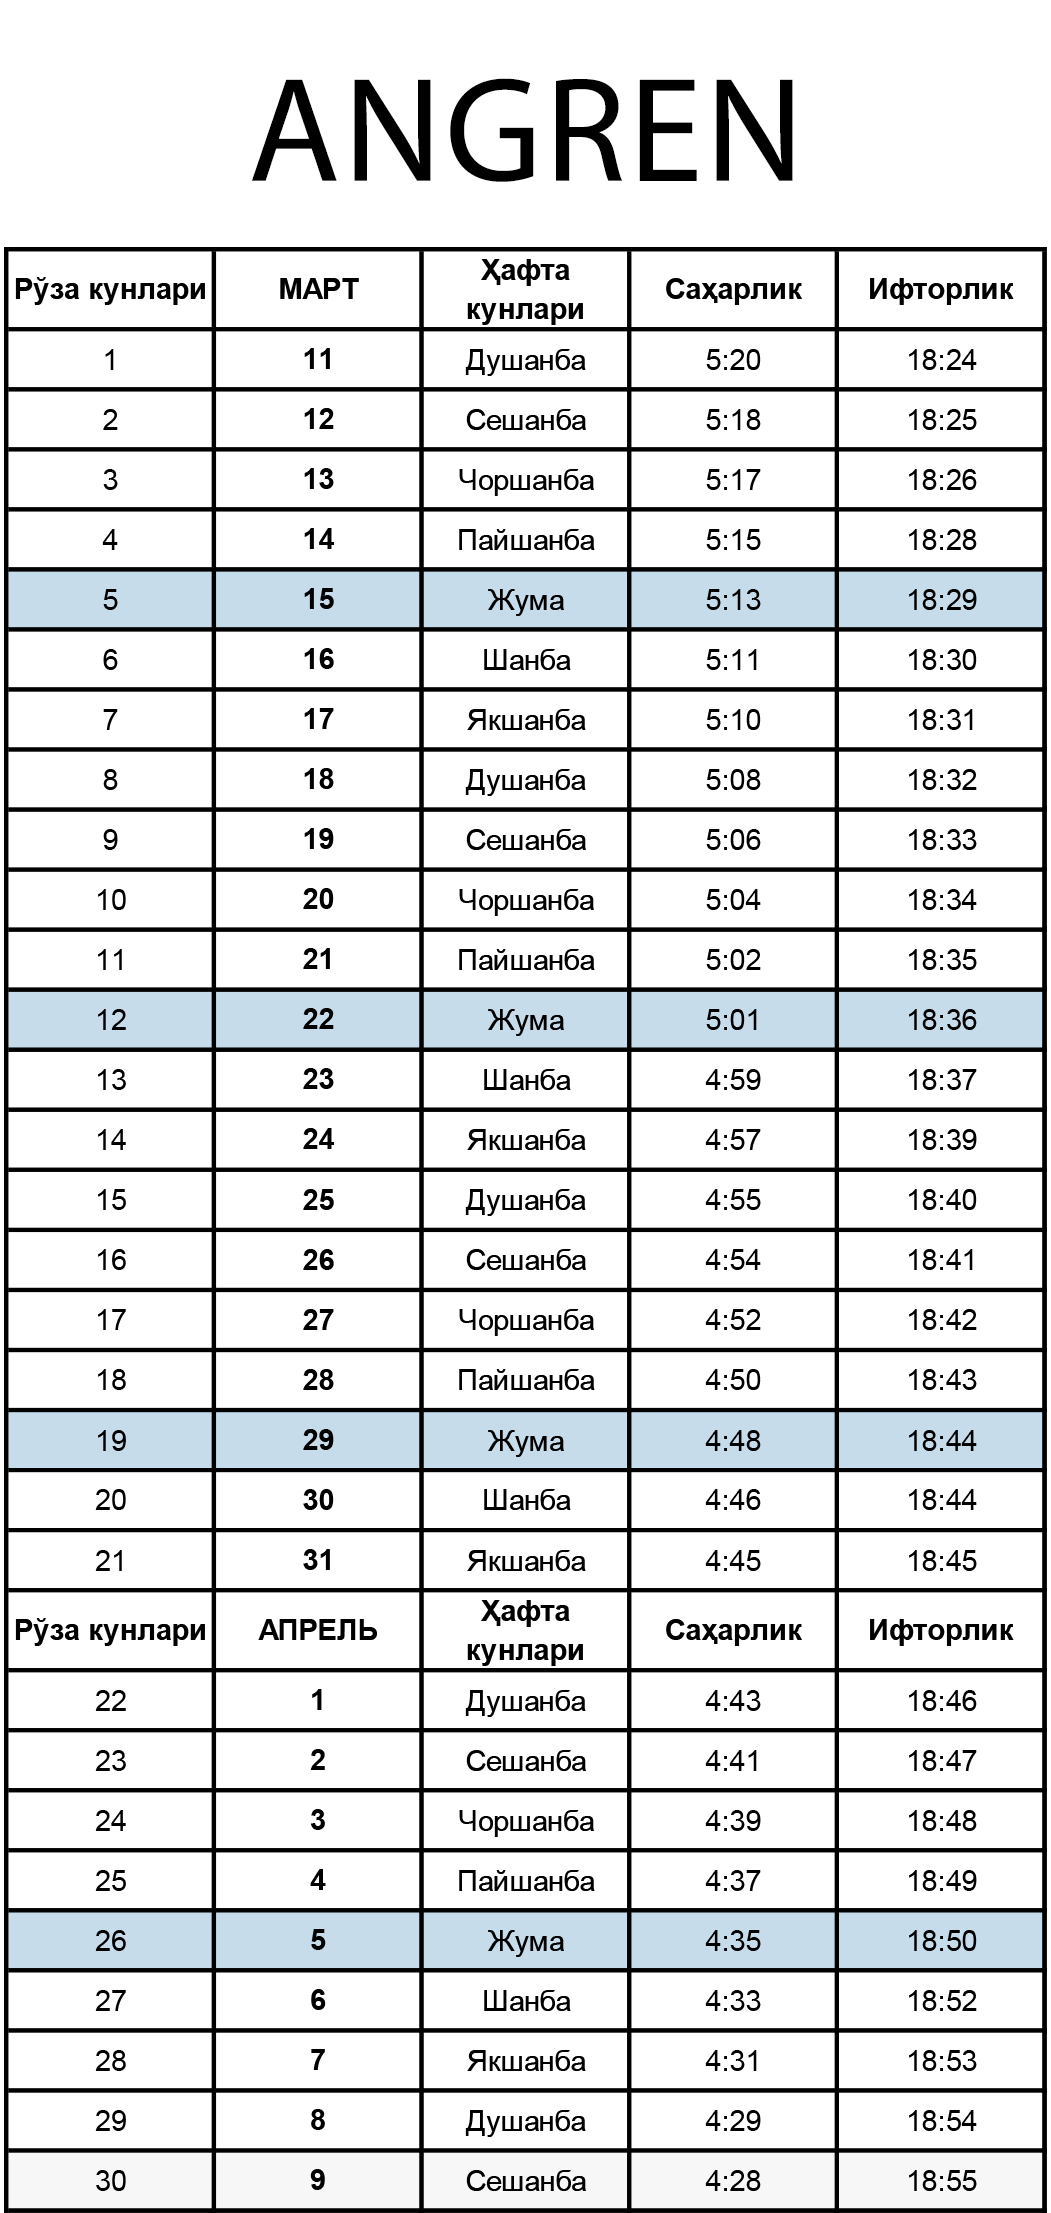 ANGREN
Рўза кунлари МАРТ Ҳафта кунлари Саҳарлик Ифторлик
1 11 Душанба 5:20 18:24
2 12 Сешанба 5:18 18:25
3 13 Чоршанба 5:17 18:26
4 14 Пайшанба 5:15 18:28
5 15 Жума 5:13 18:29
6 16 Шанба 5:11 18:30
7 17 Якшанба 5:10 18:31
8 18 Душанба 5:08 18:32
9 19 Сешанба 5:06 18:33
10 20 Чоршанба 5:04 18:34
11 21 Пайшанба 5:02 18:35
12 22 Жума 5:01 18:36
13 23 Шанба 4:59 18:37
14 24 Якшанба 4:57 18:39
15 25 Душанба 4:55 18:40
16 26 Сешанба 4:54 18:41
17 27 Чоршанба 4:52 18:42
18 28 Пайшанба 4:50 18:43
19 29 Жума 4:48 18:44
20 30 Шанба 4:46 18:44
21 31 Якшанба 4:45 18:45
Рўза кунлари АПРЕЛЬ Ҳафта кунлари Саҳарлик Ифторлик
22 1 Душанба 4:43 18:46
23 2 Сешанба 4:41 18:47
24 3 Чоршанба 4:39 18:48
25 4 Пайшанба 4:37 18:49
26 5 Жума 4:35 18:50
27 6 Шанба 4:33 18:52
28 7 Якшанба 4:31 18:53
29 8 Душанба 4:29 18:54
30 9 Сешанба 4:28 18:55